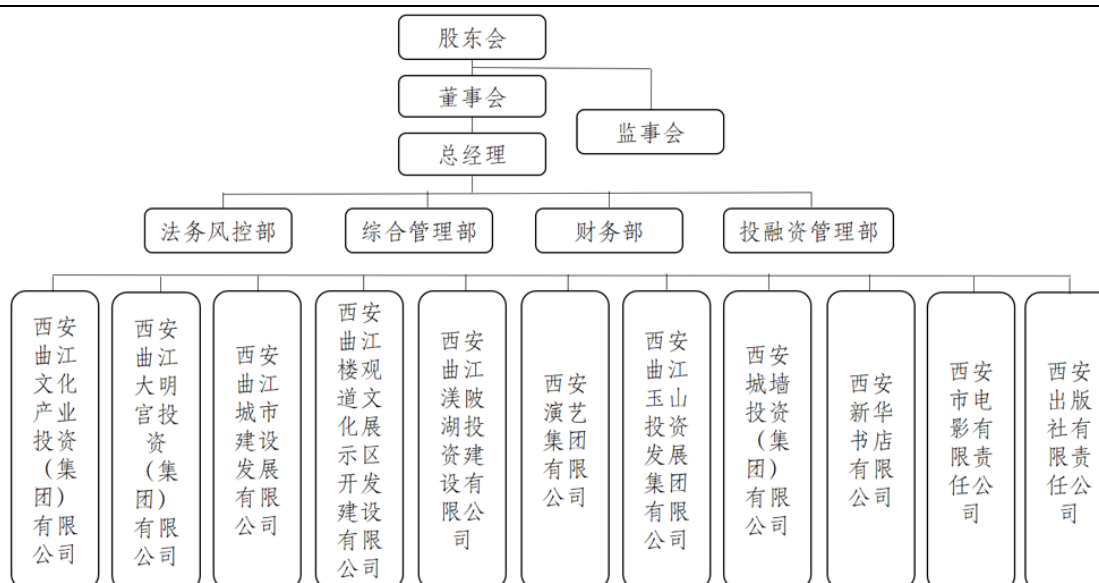 股东会
董事会
监事会
总经理
法务风控部
综合管理部
财务部
投融资管理部
西安
曲江
文化
产业
投资
（集
团）
有限
公司
西安
曲江
大明
宫投
资
（集
团）
有限
公司
西安
曲江
城市
建设
发展
有限
公司
西安
曲江
楼观
道文
化展
示区
开发
建设
有限
公司
西安
曲江
渼陂
湖投
资建
设有
限公
司
西安
演艺
集团
有限
公司
西安
曲江
玉山
投资
发展
集团
有限
公司
西安
城墙
投资
（集
团）
有限
公司
西安
新华
书店
有限
公司
西安
市电
影有
限责
任公
司
西安
出版
社有
限责
任公
司